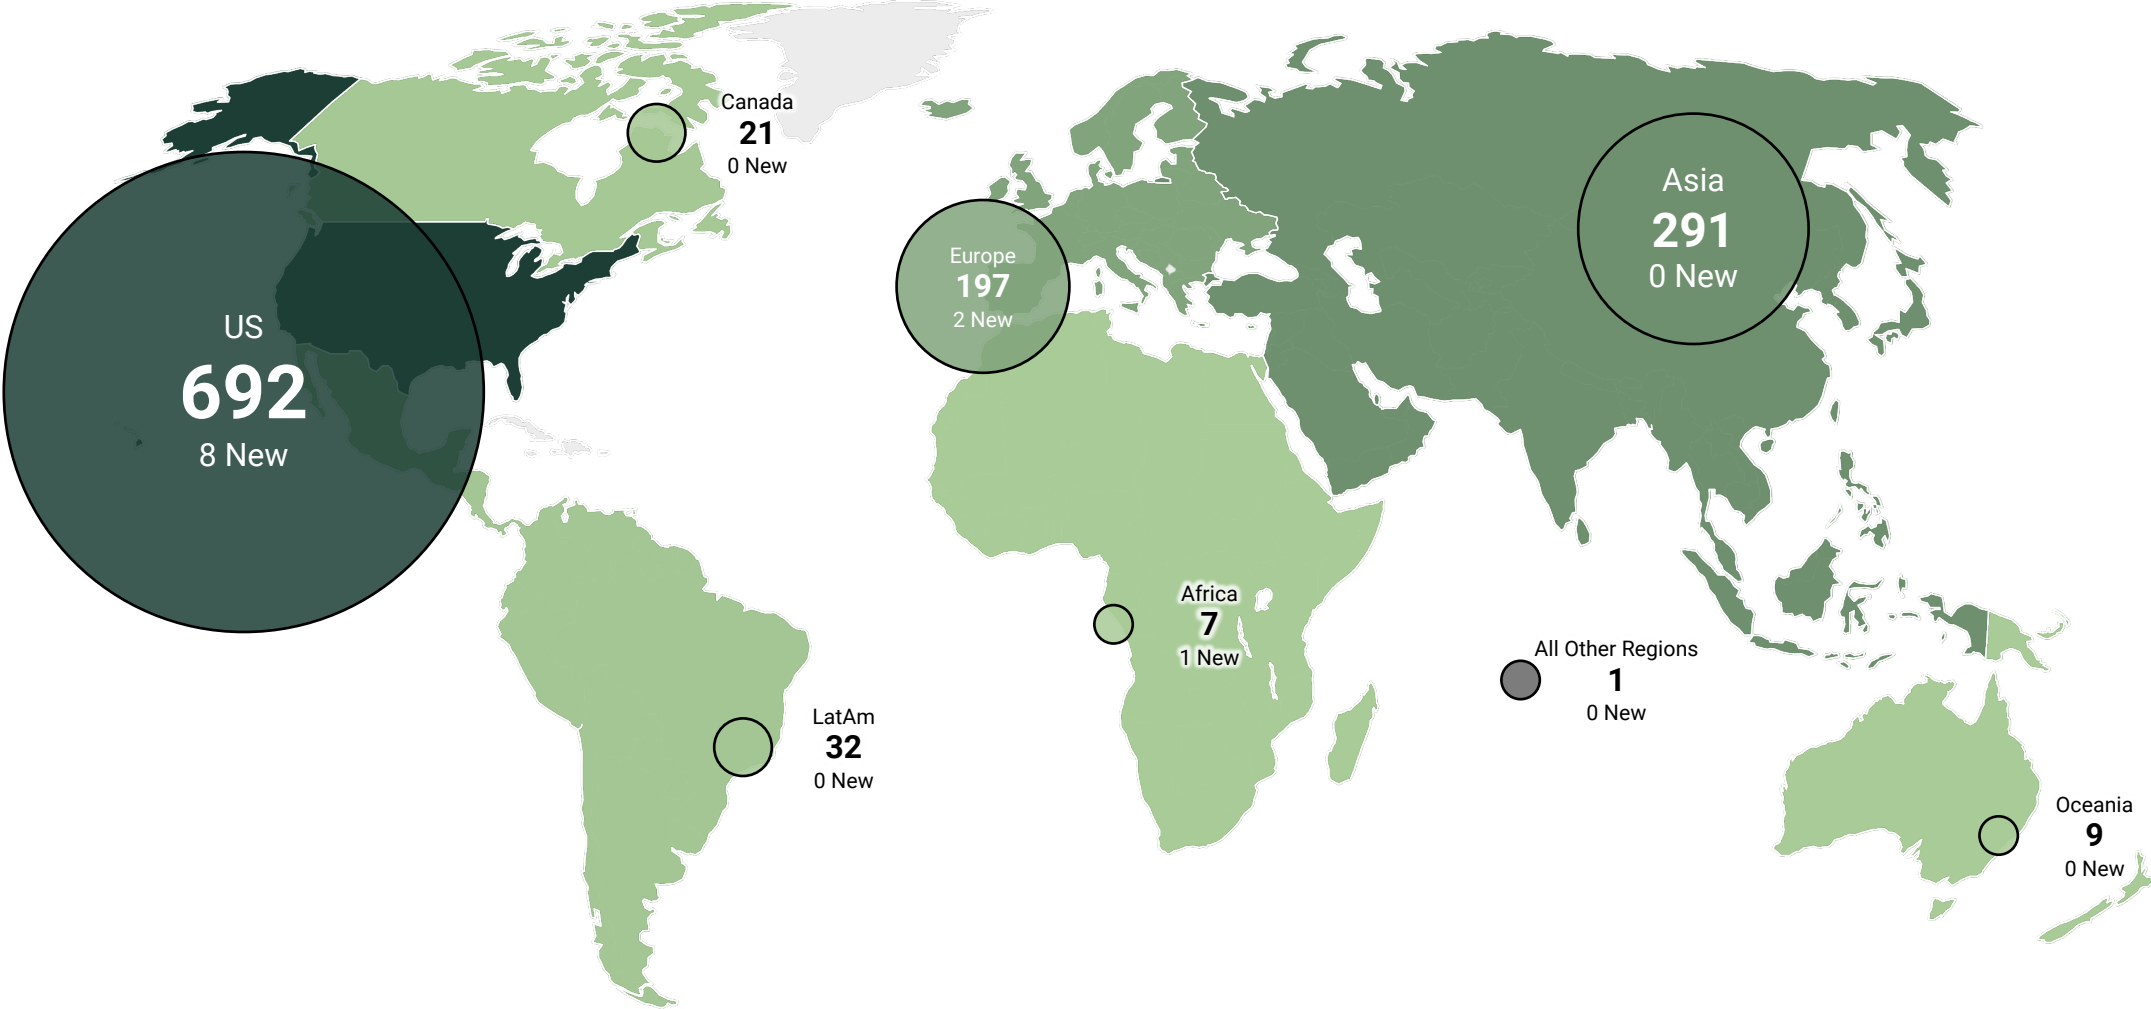 Canada
21
0 New
US
692
8 New
Europe
197
2 New
Asia
291
0 New
Africa
7
1 New
All Other Regions
1
0 New
LatAm
32
0 New
Oceania
9
0 New